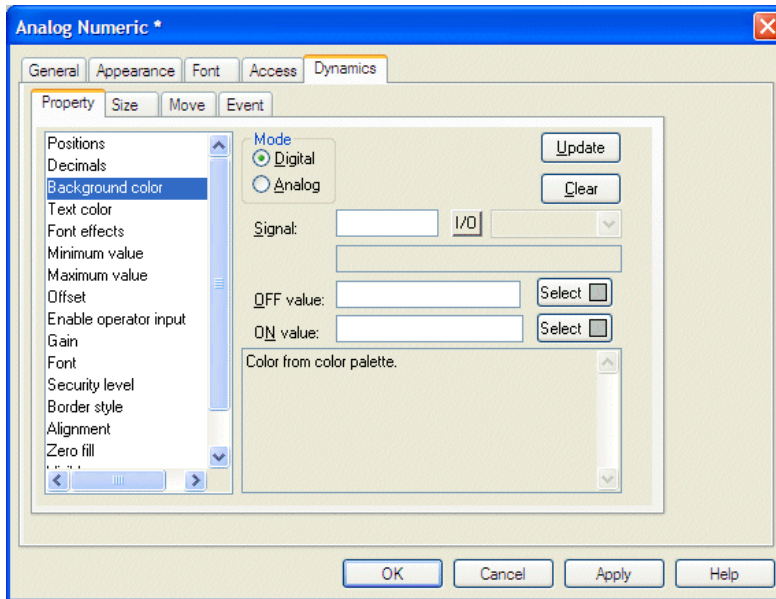 Analog Numeric *
General Appearance Font Access Dynamics
Property Size Move Event
Positions
Decimals
Background color
Text color
Font effects
Minimum value
Maximum value
Offset
Enable operator input
Gain
Font
Security level
Border style
Alignment
Zero fill
Mode
Digital
Analog
Update
Clear
Signal: I/O
OFF value: Select
ON value: Select
Color from color palette.
OK Cancel Apply Help